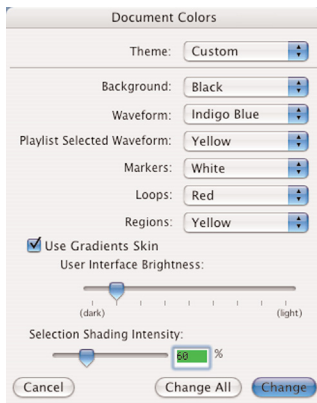 Document Colors
Theme: Custom
Background: Black
Waveform: Indigo Blue
Playlist Selected Waveform: Yellow
Markers: White
Loops: Red
Regions: Yellow
Use Gradients Skin
User Interface Brightness:
(dark) (light)
Selection Shading Intensity:
60 %
Cancel Change All Change